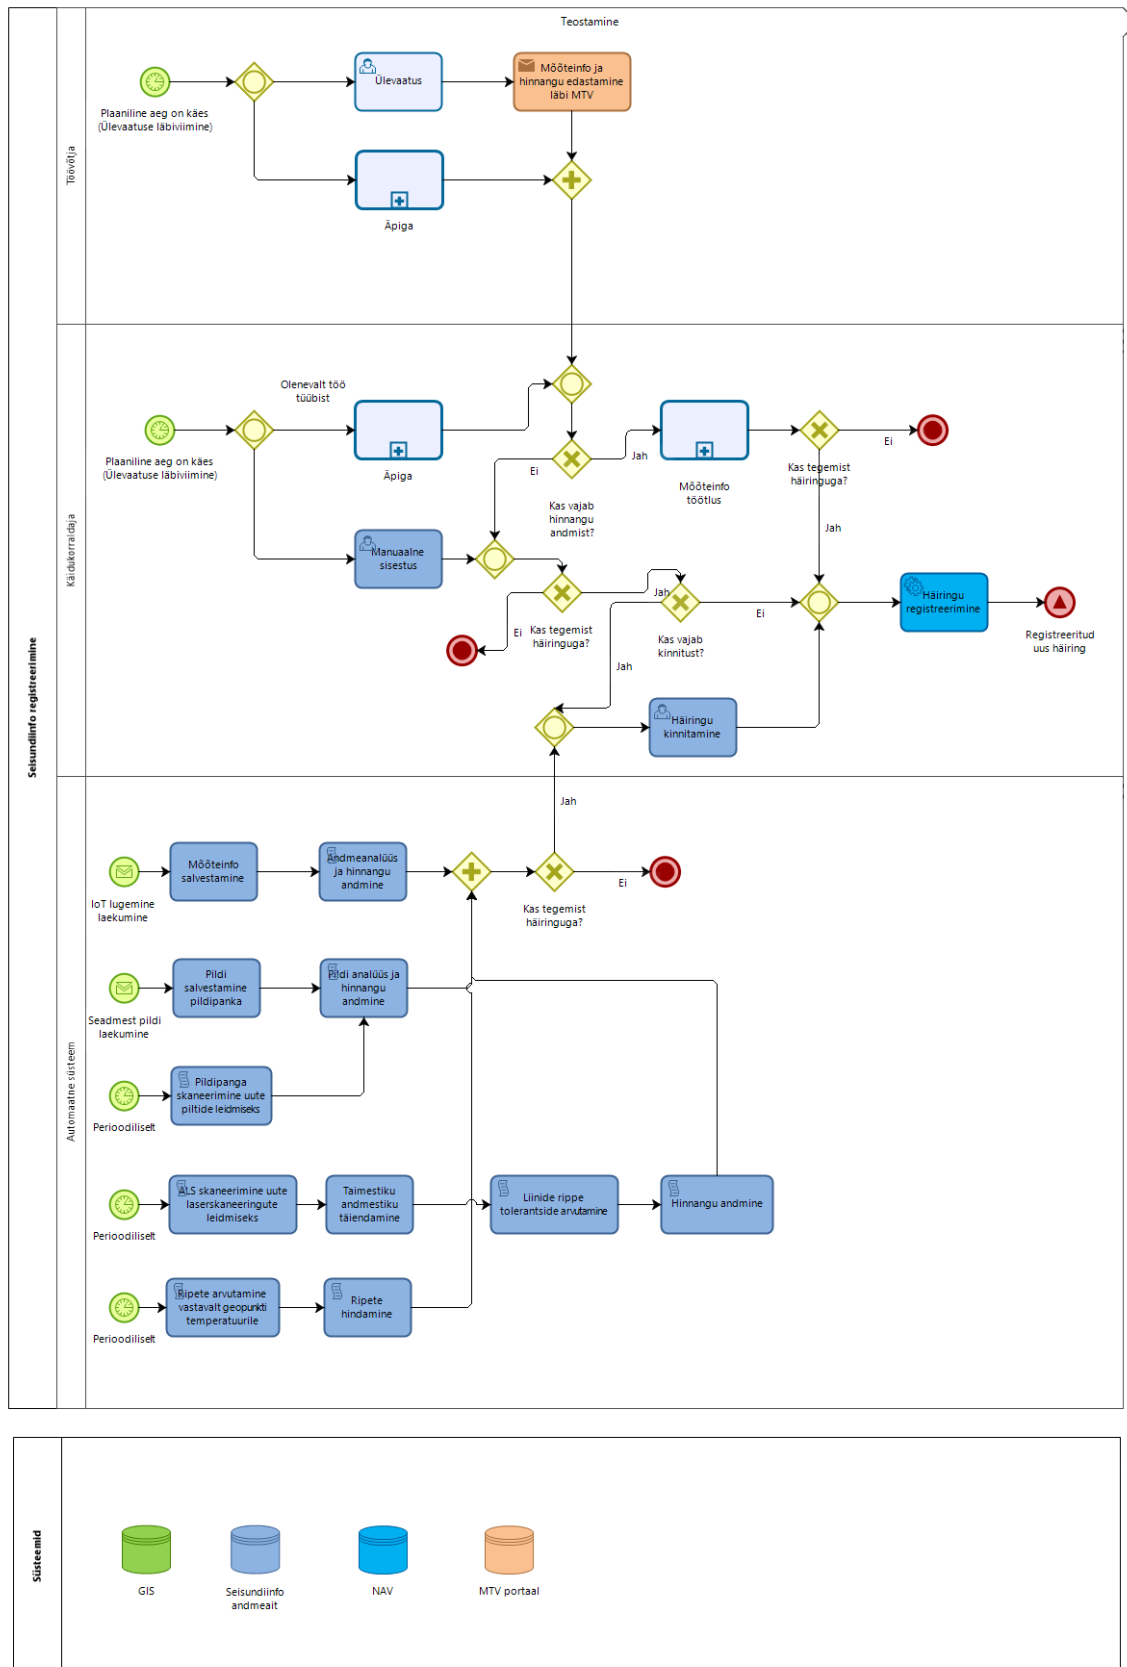 Teostamine
Seisundiinfo registreerimine
Töövõtja
Plaaniline aeg on käes
(Ülevaatuse läbiviimine)
Ülevaatus
Mõõteinfo ja
hinnangu edastamine
läbi MTV
Äpiga
Käidukorraldaja
Plaaniline aeg on käes
(Ülevaatuse läbiviimine)
Olenevalt töö
tüübist
Äpiga
Manuaalne
sisestus
Ei
Jah
Kas vajab
hinnangu
andmist?
Mõõteinfo
töötlus
Kas tegemist
häiringuga?
Ei
Jah
Kas tegemist
häiringuga?
Ei
Jah
Kas vajab
kinnitust?
Ei
Jah
Häiringu
registreerimine
Registreeritud
uus häiring
Häiringu
kinnitamine
Automaatne süsteem
Jah
IoT lugemine
laekumine
Mõõteinfo
salvestamine
Andmeanalüüs
ja hinnangu
andmine
Kas tegemist
häiringuga?
Ei
Seadmest pildi
laekumine
Pildi
salvestamine
pildipanka
Pildi analüüs ja
hinnangu
andmine
Perioodiliselt
Pildipanga
skaneerimine uute
piltide leidmiseks
Perioodiliselt
ALS skaneerimine uute
laserskaneeringute
leidmiseks
Taimestiku
andmestiku
täiendamine
Liinide rippe
tolerantside arvutamine
Hinnangu andmine
Perioodiliselt
Ripete arvutamine
vastavalt geopunkti
temperatuurile
Ripete
hindamine
Süsteemid
GIS
Seisundiinfo
andmeait
NAV
MTV portaal